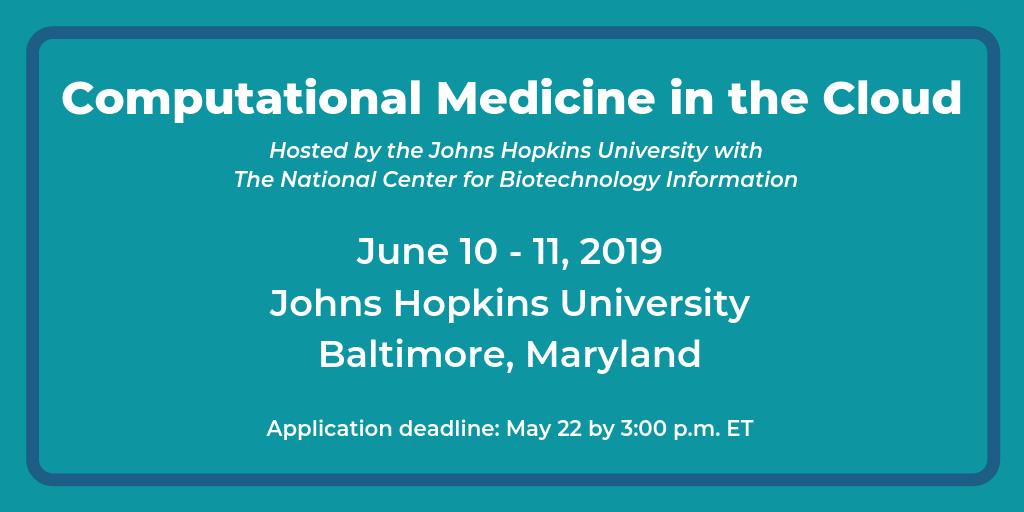 Computational Medicine in the Cloud
Hosted by the Johns Hopkins University with
The National Center for Biotechnology Information
June 10 - 11, 2019
Johns Hopkins University
Baltimore, Maryland
Application deadline: May 22 by 3:00 p.m. ET